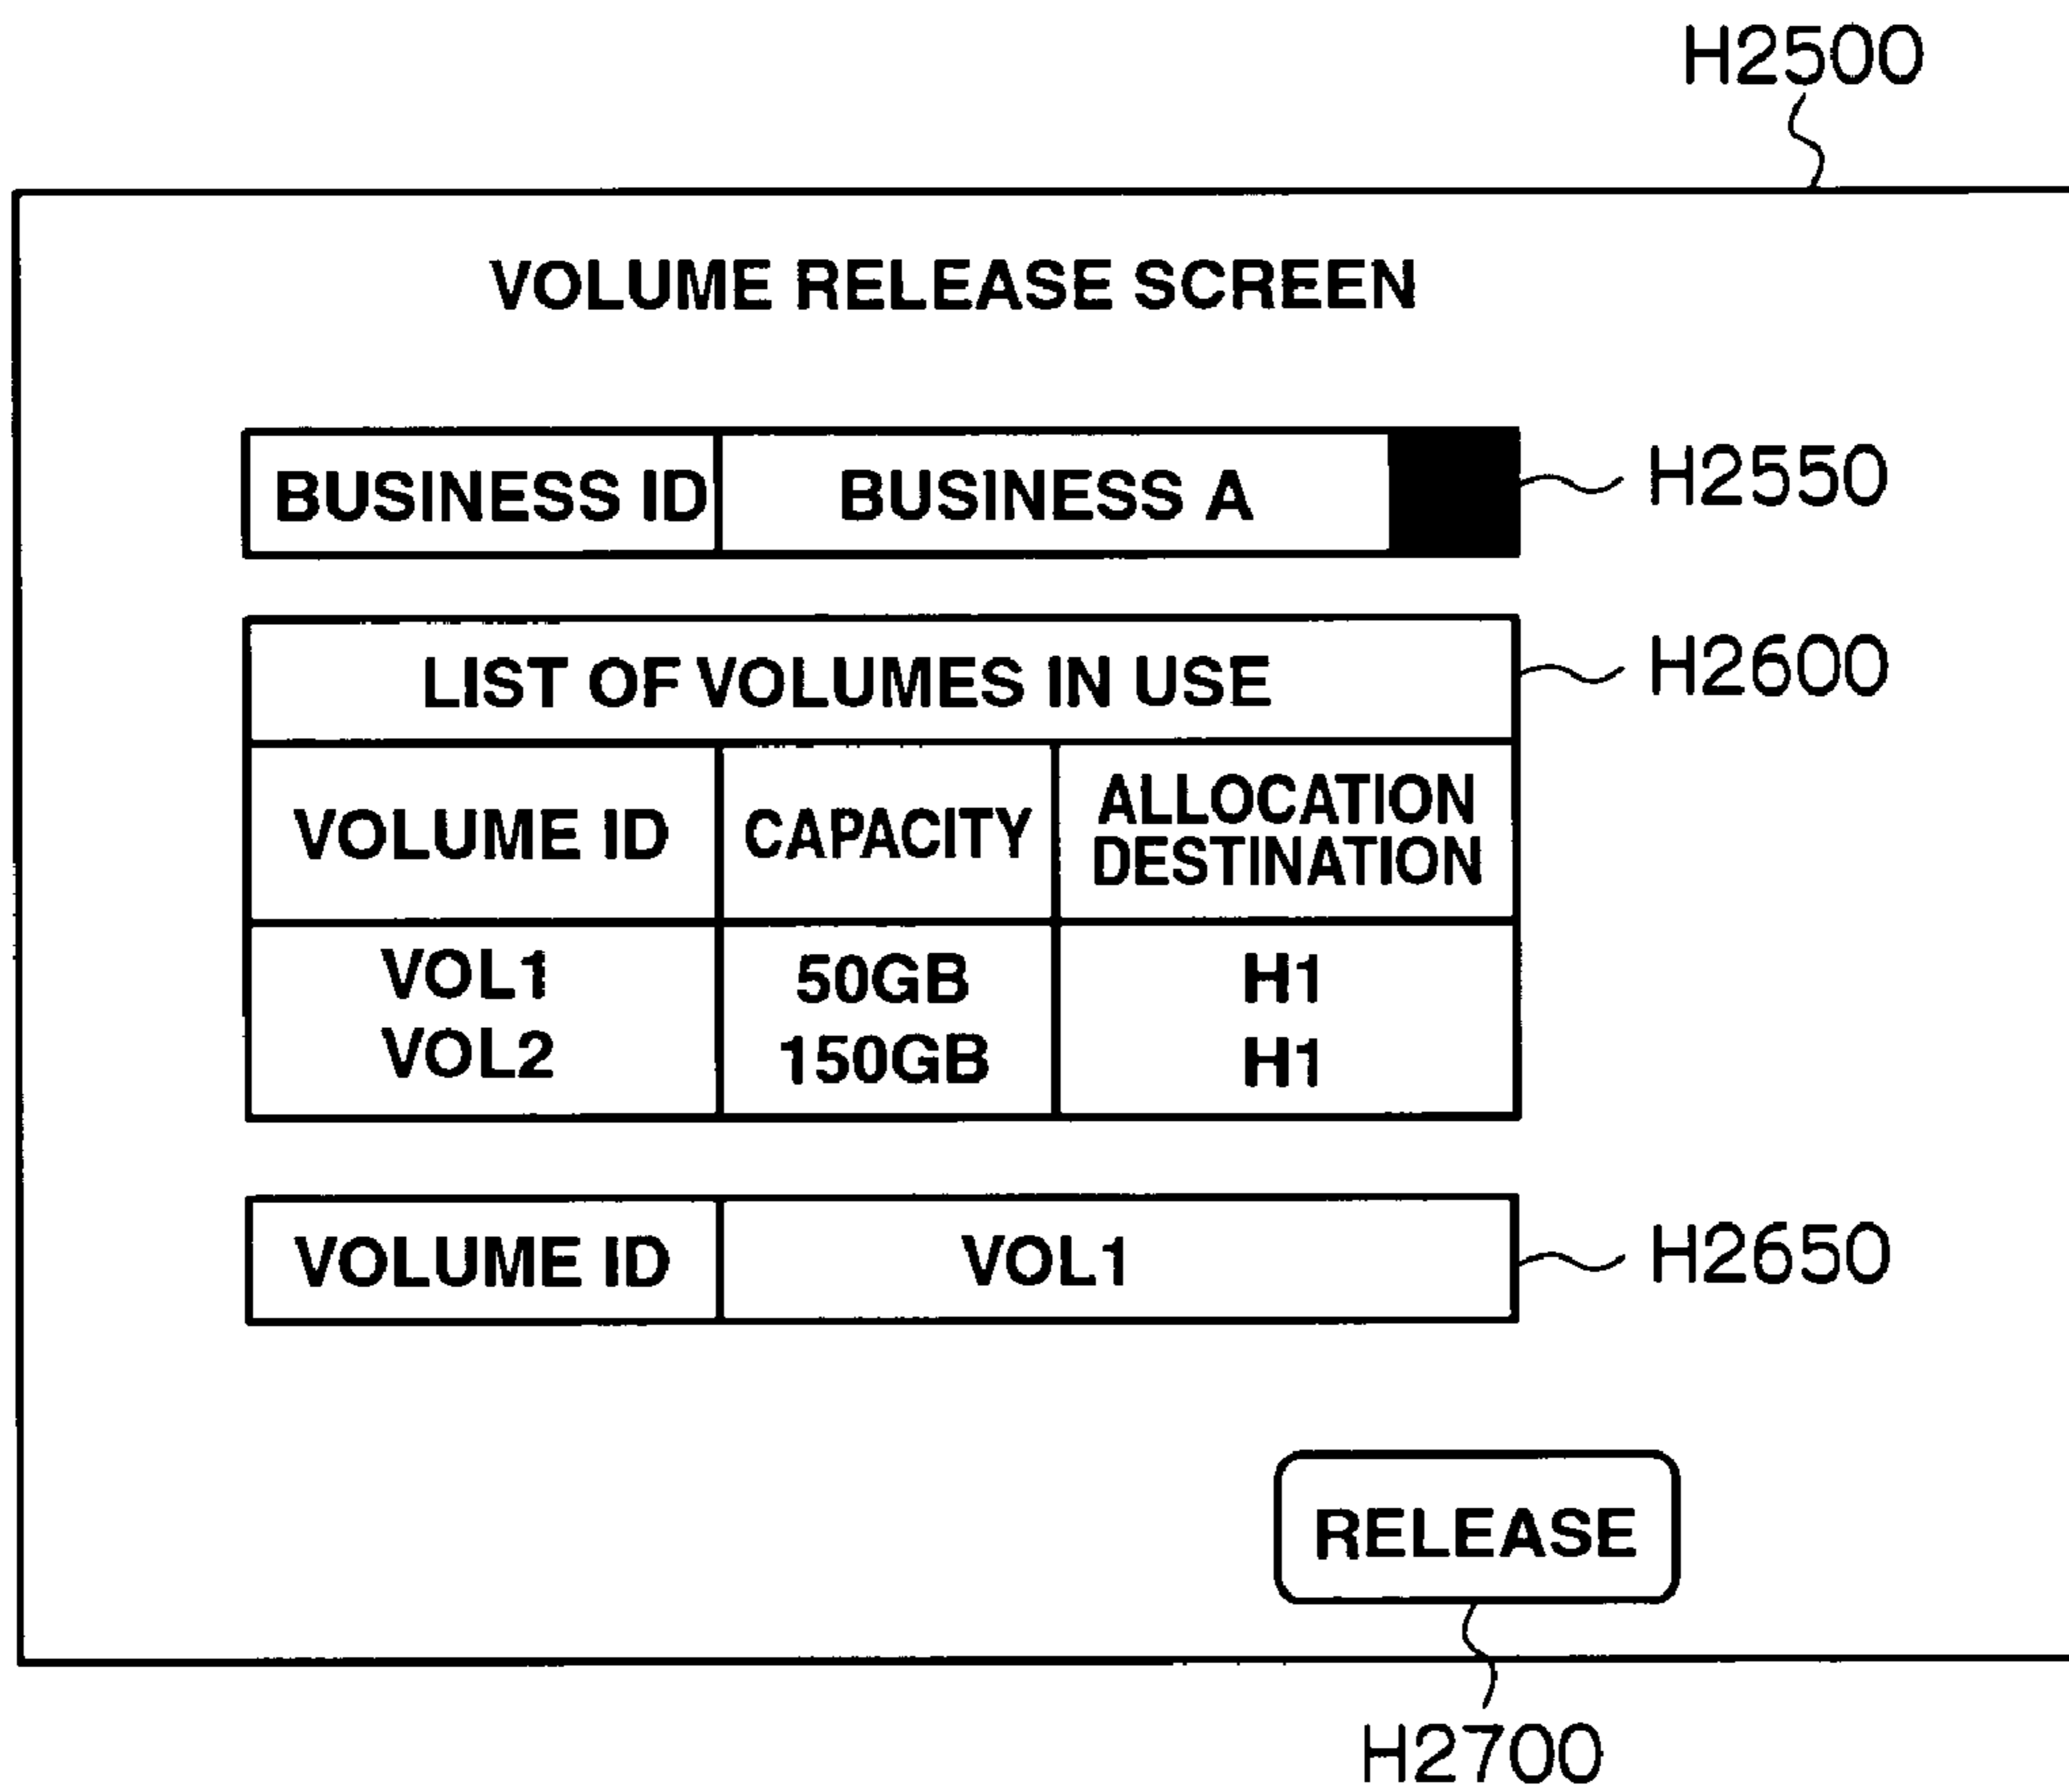 H2500
VOLUME RELEASE SCREEN
BUSINESS ID BUSINESS A H2550
LIST OF VOLUMES IN USE H2600
VOLUME ID CAPACITY ALLOCATION DESTINATION
VOL1 50GB H1
VOL2 150GB H1
VOLUME ID VOL1 H2650
RELEASE
H2700